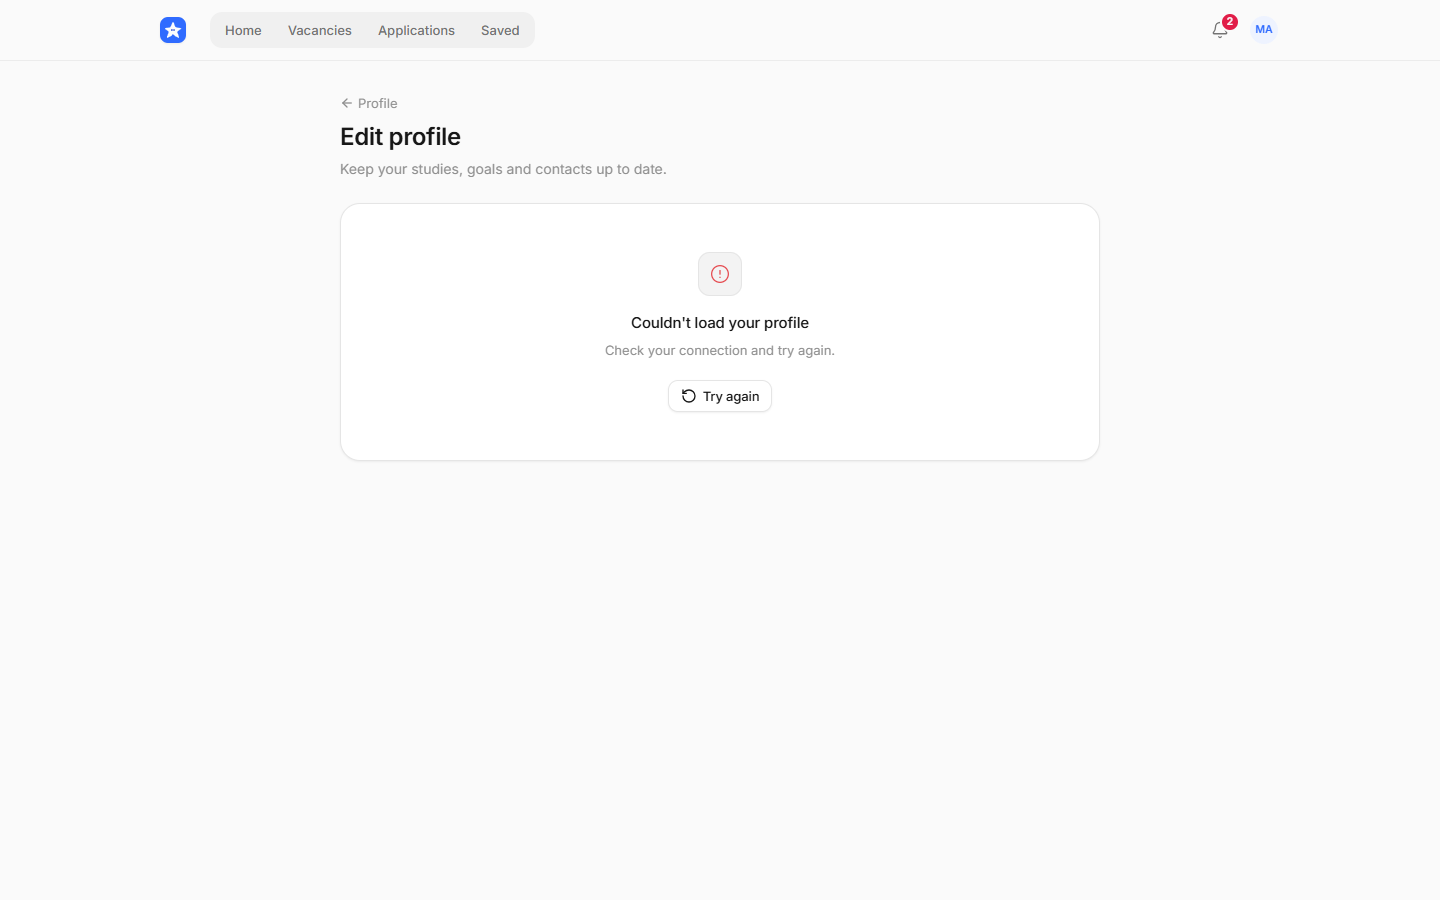 Home Vacancies Applications Saved
2
MA
Profile
Edit profile
Keep your studies, goals and contacts up to date.
Couldn't load your profile
Check your connection and try again.
Try again